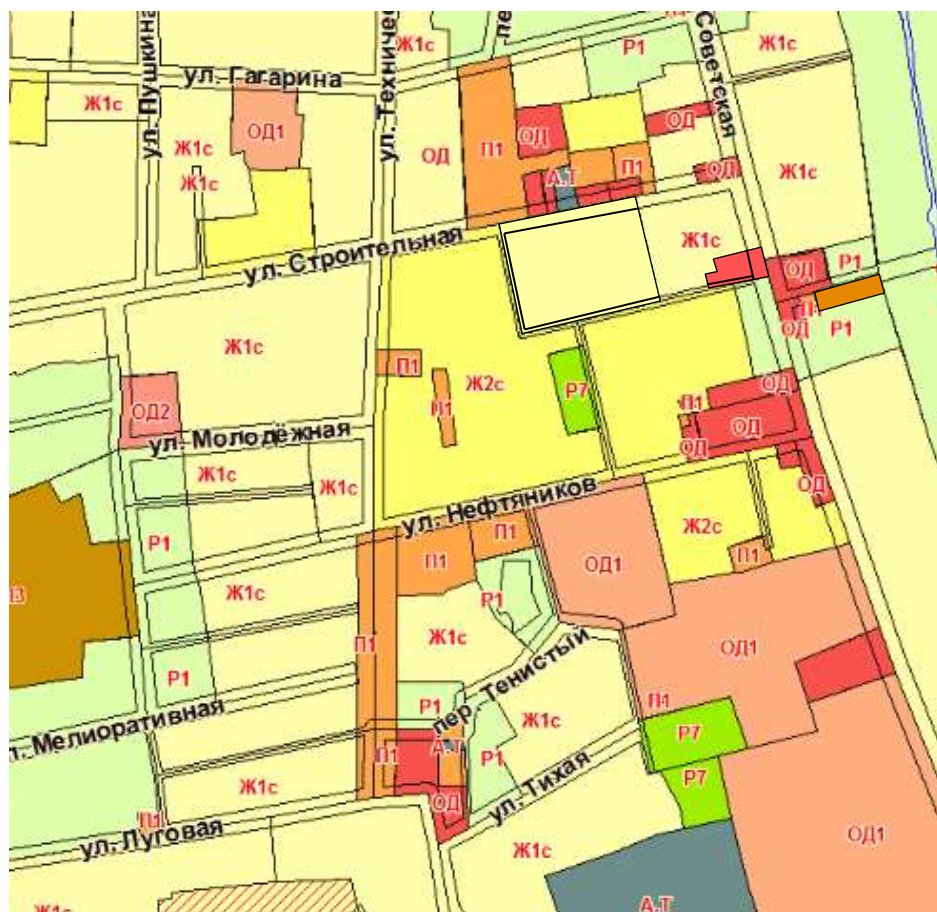 ул. Пушкина
ул. Гагарина
Ж1с
Р1
Ж1с
Советская
Ж1с
ОД1
Ж1с
Ж1с
ОД
П1
ОД
ОД
А.Т
П1
ОД
Ж1с
ул. Строительная
Ж1с
ОД
Р1
П1
ОД
Р1
Ж1с
П1
Ж2с
Р7
ОД
П1
ОД2
П1
ОД
ОД
ул. Молодёжная
Ж1с
Ж1с
ул. Нефтяников
ОД
Ж2с
Р1
П1
П1
П1
ОД1
Ж1с
Р1
Ж1с
П1
ОД1
Р1
Р1
пер. Тенистый
П1
Ж1с
Р7
Мелиоративная
П1
А.Т
Р1
Р7
Ж1с
ул. Тихая
ОД
П1
ул. Луговая
Ж1с
ОД1
А.Т
Ж1с